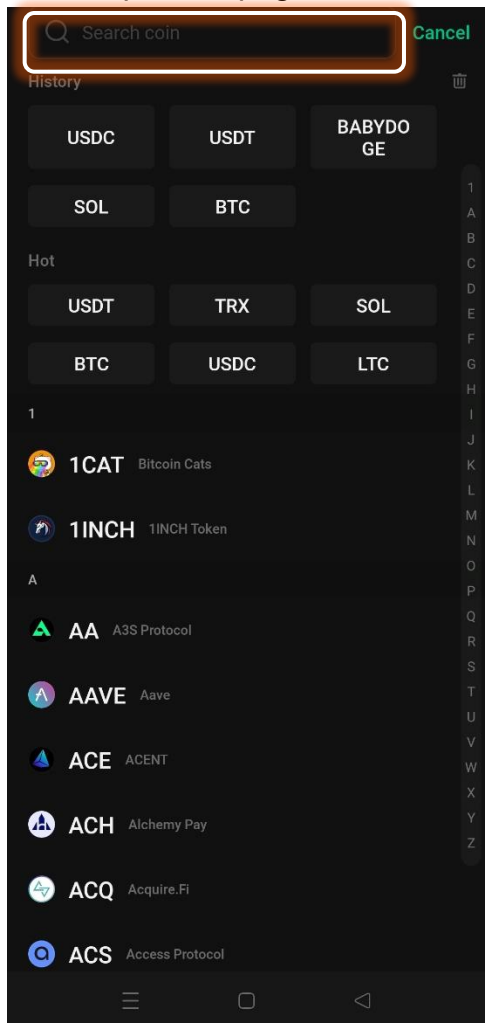 Search coin Cancel
History
USDC USDT BABYDO
GE
SOL BTC
Hot
USDT TRX SOL
BTC USDC LTC
1
1CAT Bitcoin Cats
1INCH 1INCH Token
A
AA A3S Protocol
AAVE Aave
ACE ACENT
ACH Alchemy Pay
ACQ Acquire.Fi
ACS Access Protocol
1
A
B
C
D
E
F
G
H
I
J
K
L
M
N
O
P
Q
R
S
T
U
V
W
X
Y
Z